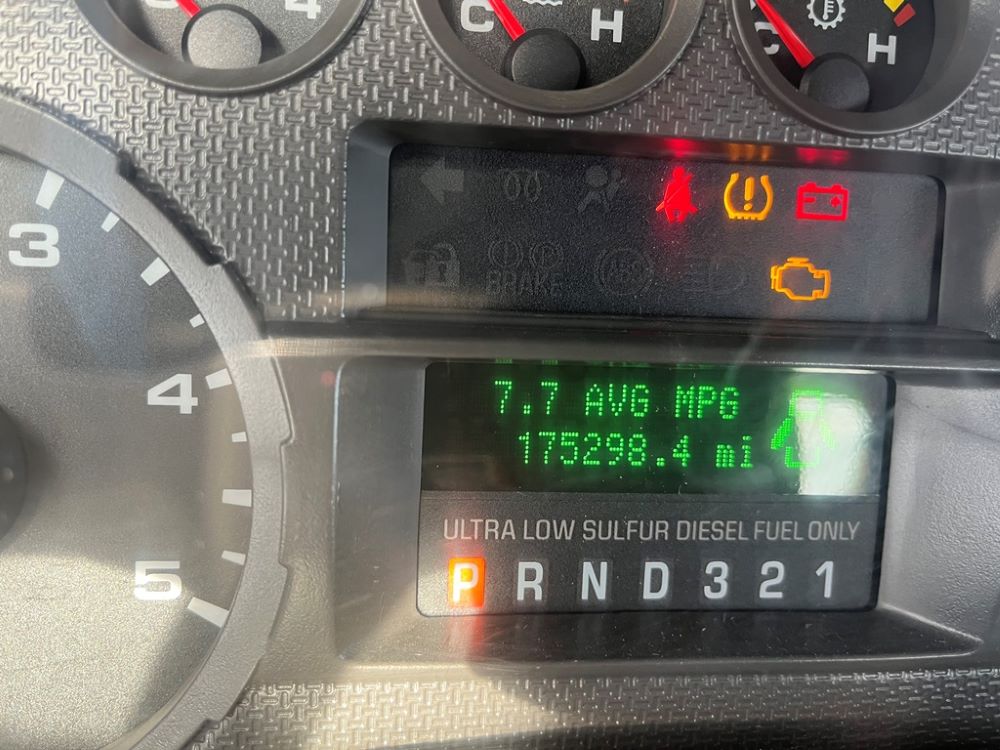 C 4
C H
C H
3
BRAKE ABS
4
7.7 AVG MPG
175298.4 mi
ULTRA LOW SULFUR DIESEL FUEL ONLY
5
P R N D 3 2 1